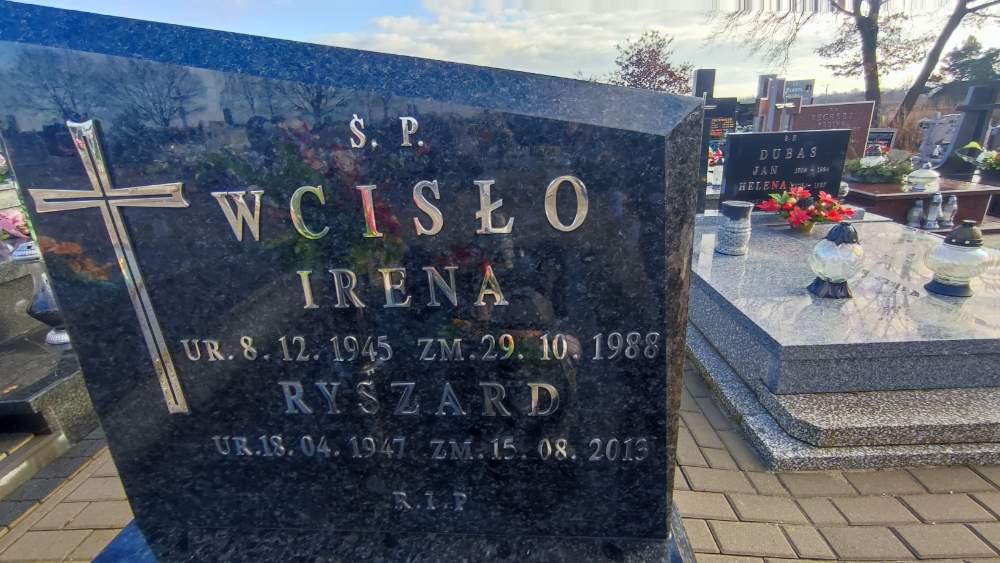 Ś. P.
WCISŁO
IRENA
UR. 8. 12. 1945 ZM. 29. 10. 1988
RYSZARD
UR. 18. 04. 1947 ZM. 15. 08. 2013
R. I. P
DUBAS
JAN
HELENA